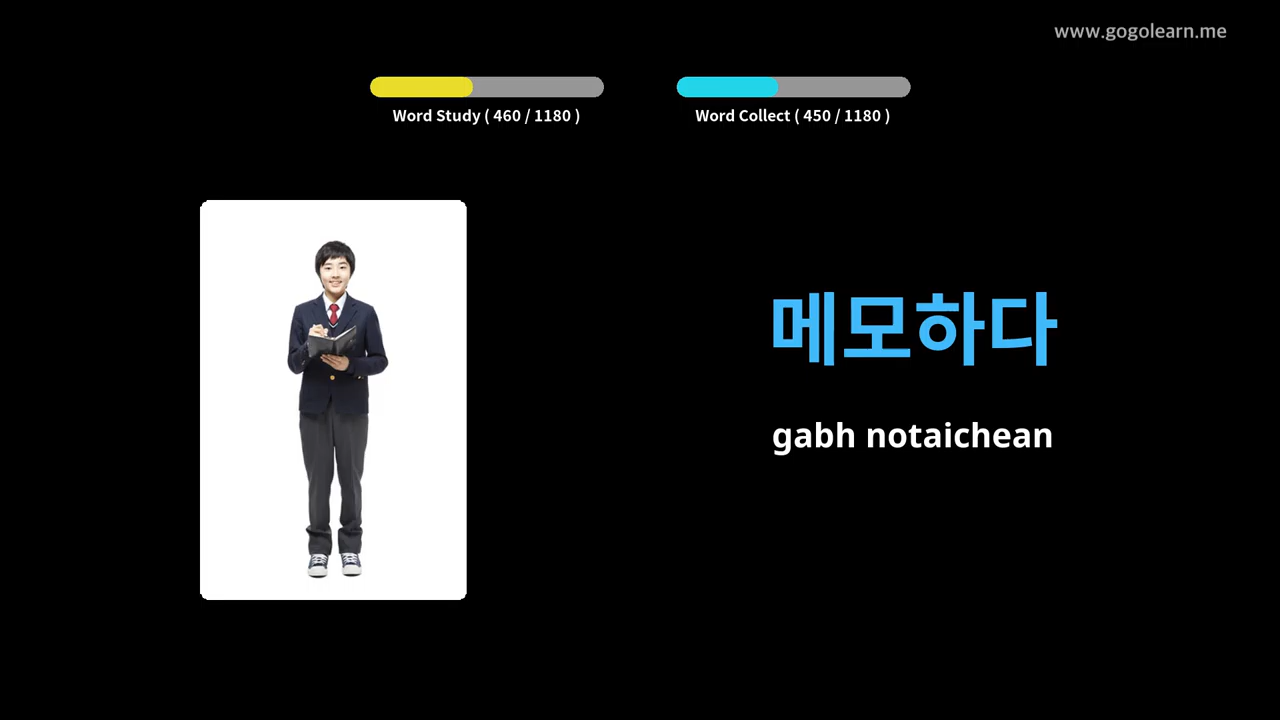 www.gogolearn.me
Word Study ( 460 / 1180 )
Word Collect ( 450 / 1180 )
메모하다
gabh notaichean